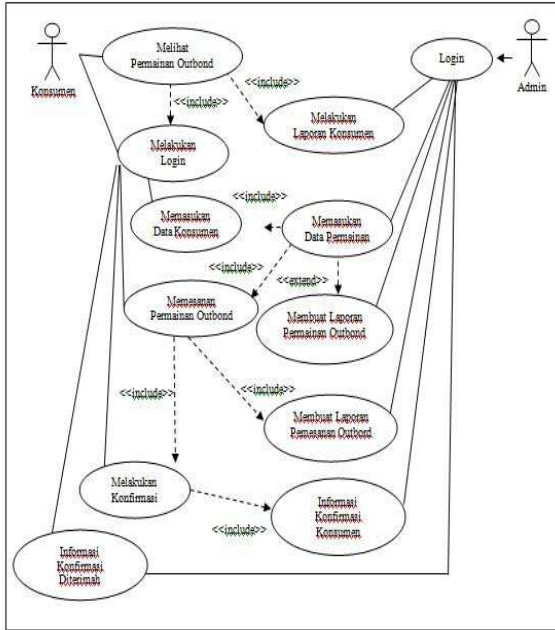 Melihat
Permainan Outbond
Login
Konsumen
Admin
<<include>>
<<include>>
Melakukan
Laporan Konsumen
Melakukan
Login
<<include>>
Memasukan
Data Konsumen
Memasukan
Data Permainan
<<include>>
<<extend>>
Memesanan
Permainan Outbond
Membuat Laporan
Permainan Outbond
<<include>>
<<include>>
Membuat Laporan
Pemesanan Outbord
Melakukan
Konfirmasi
<<include>>
Informasi
Konfirmasi
Konsumen
Informasi
Konfirmasi
Diterimah